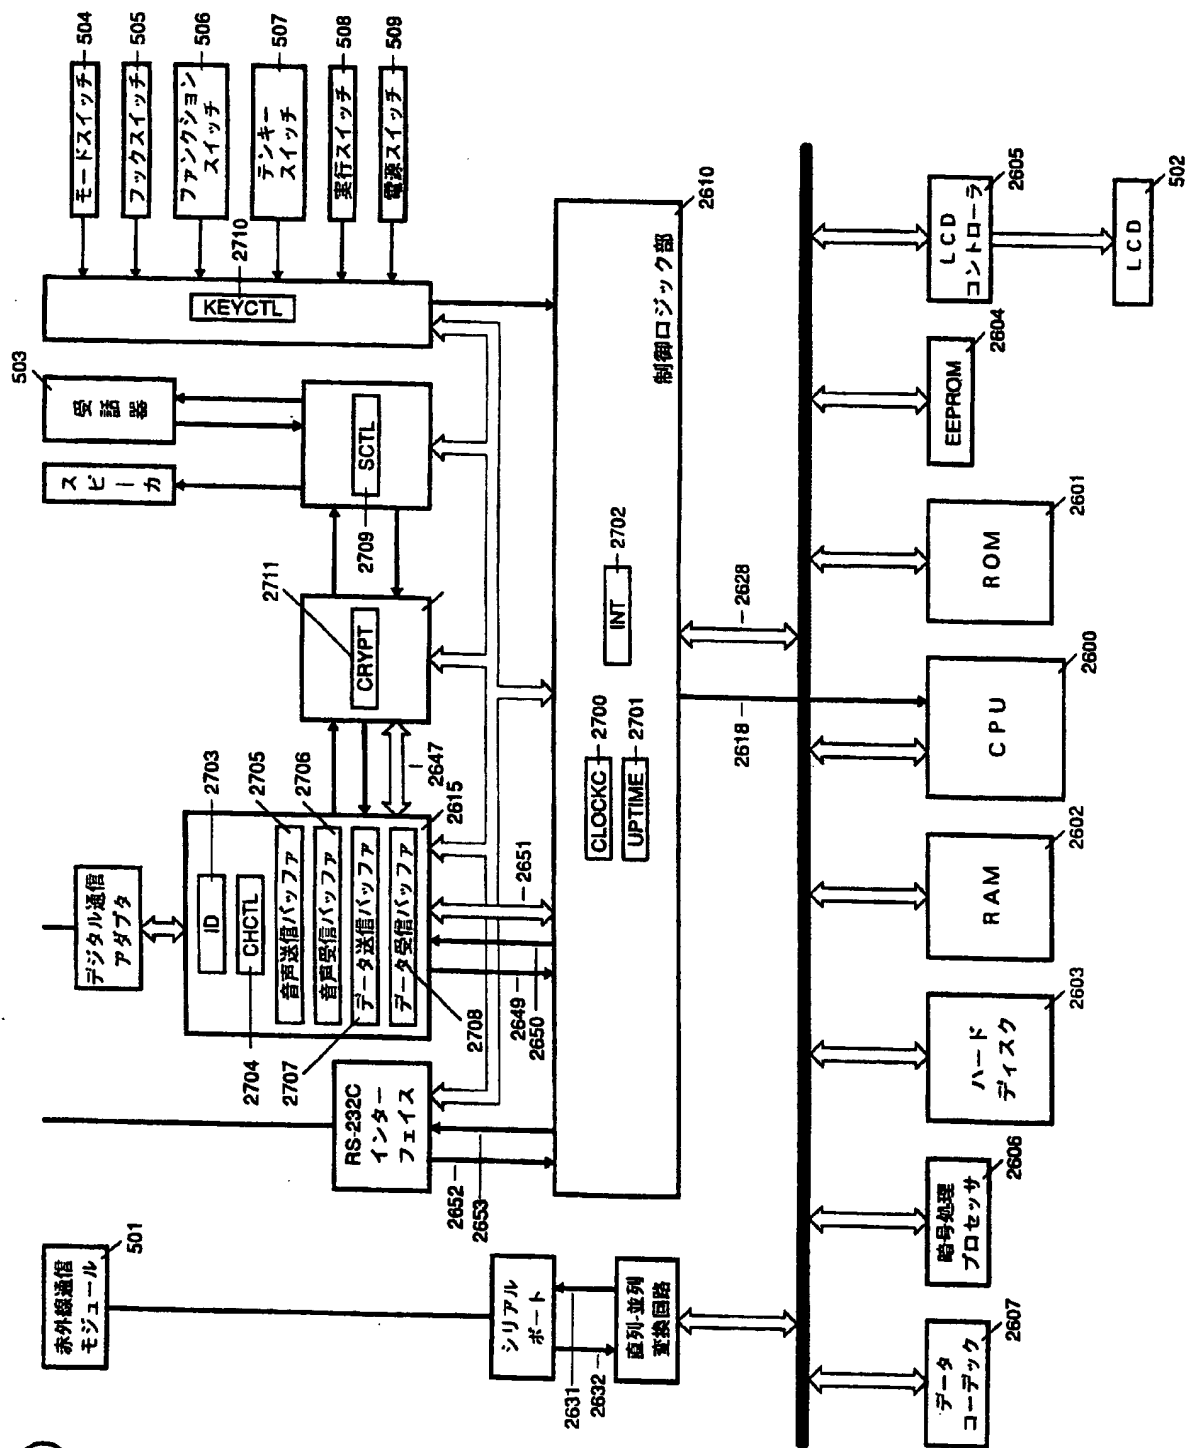 赤外線通信
モジュール
501
シリアル
ポート
2631
2632
直列-並列
変換回路
RS-232C
インター
フェイス
2652
2653
デジタル通信
アダプタ
ID
2703
CHCTL
2704
音声送信バッファ
2705
音声受信バッファ
2706
データ送信バッファ
2707
データ受信バッファ
2708
2615
2647
2649
2650
2651
CRYPT
2711
スピーカ
受話器
503
SCTL
2709
KEYCTL
2710
モードスイッチ
504
フックスイッチ
505
ファンクション
スイッチ
506
テンキー
スイッチ
507
実行スイッチ
508
電源スイッチ
509
CLOCKC
2700
UPTIME
2701
INT
2702
制御ロジック部
2610
2618
2628
データ
コーデック
2607
暗号処理
プロセッサ
2606
ハード
ディスク
2603
RAM
2602
CPU
2600
ROM
2601
EEPROM
2604
LCD
コントローラ
2605
LCD
502